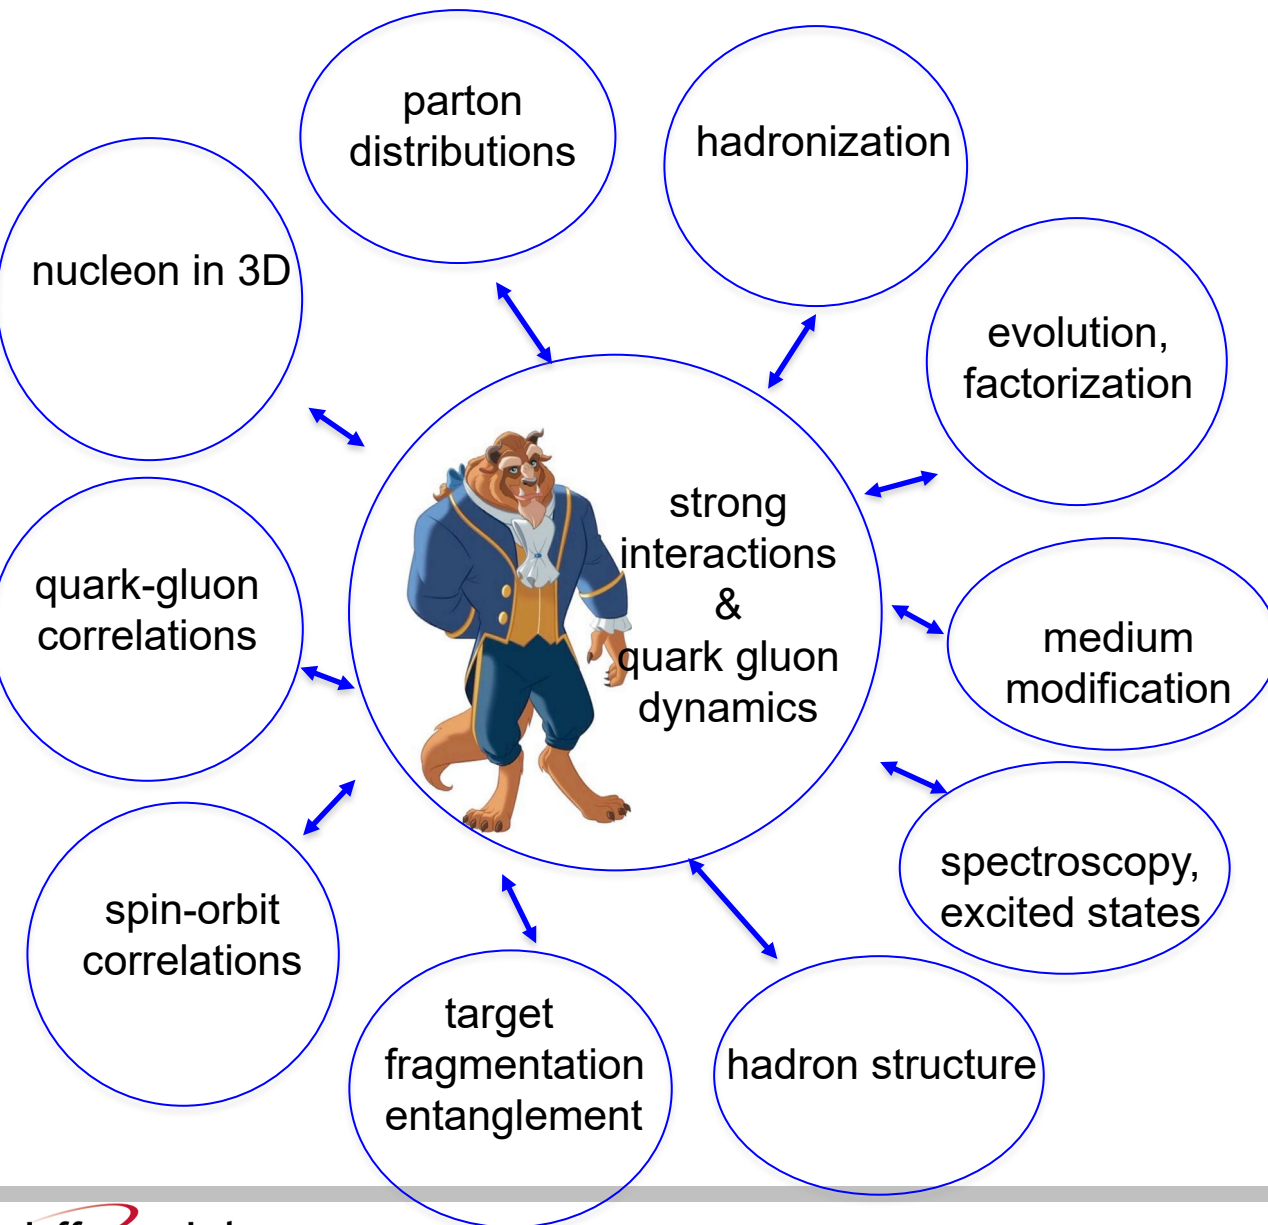 parton
distributions
hadronization
nucleon in 3D
evolution,
factorization
strong
interactions
&
quark gluon
dynamics
quark-gluon
correlations
medium
modification
spectroscopy,
excited states
spin-orbit
correlations
target
fragmentation
entanglement
hadron structure